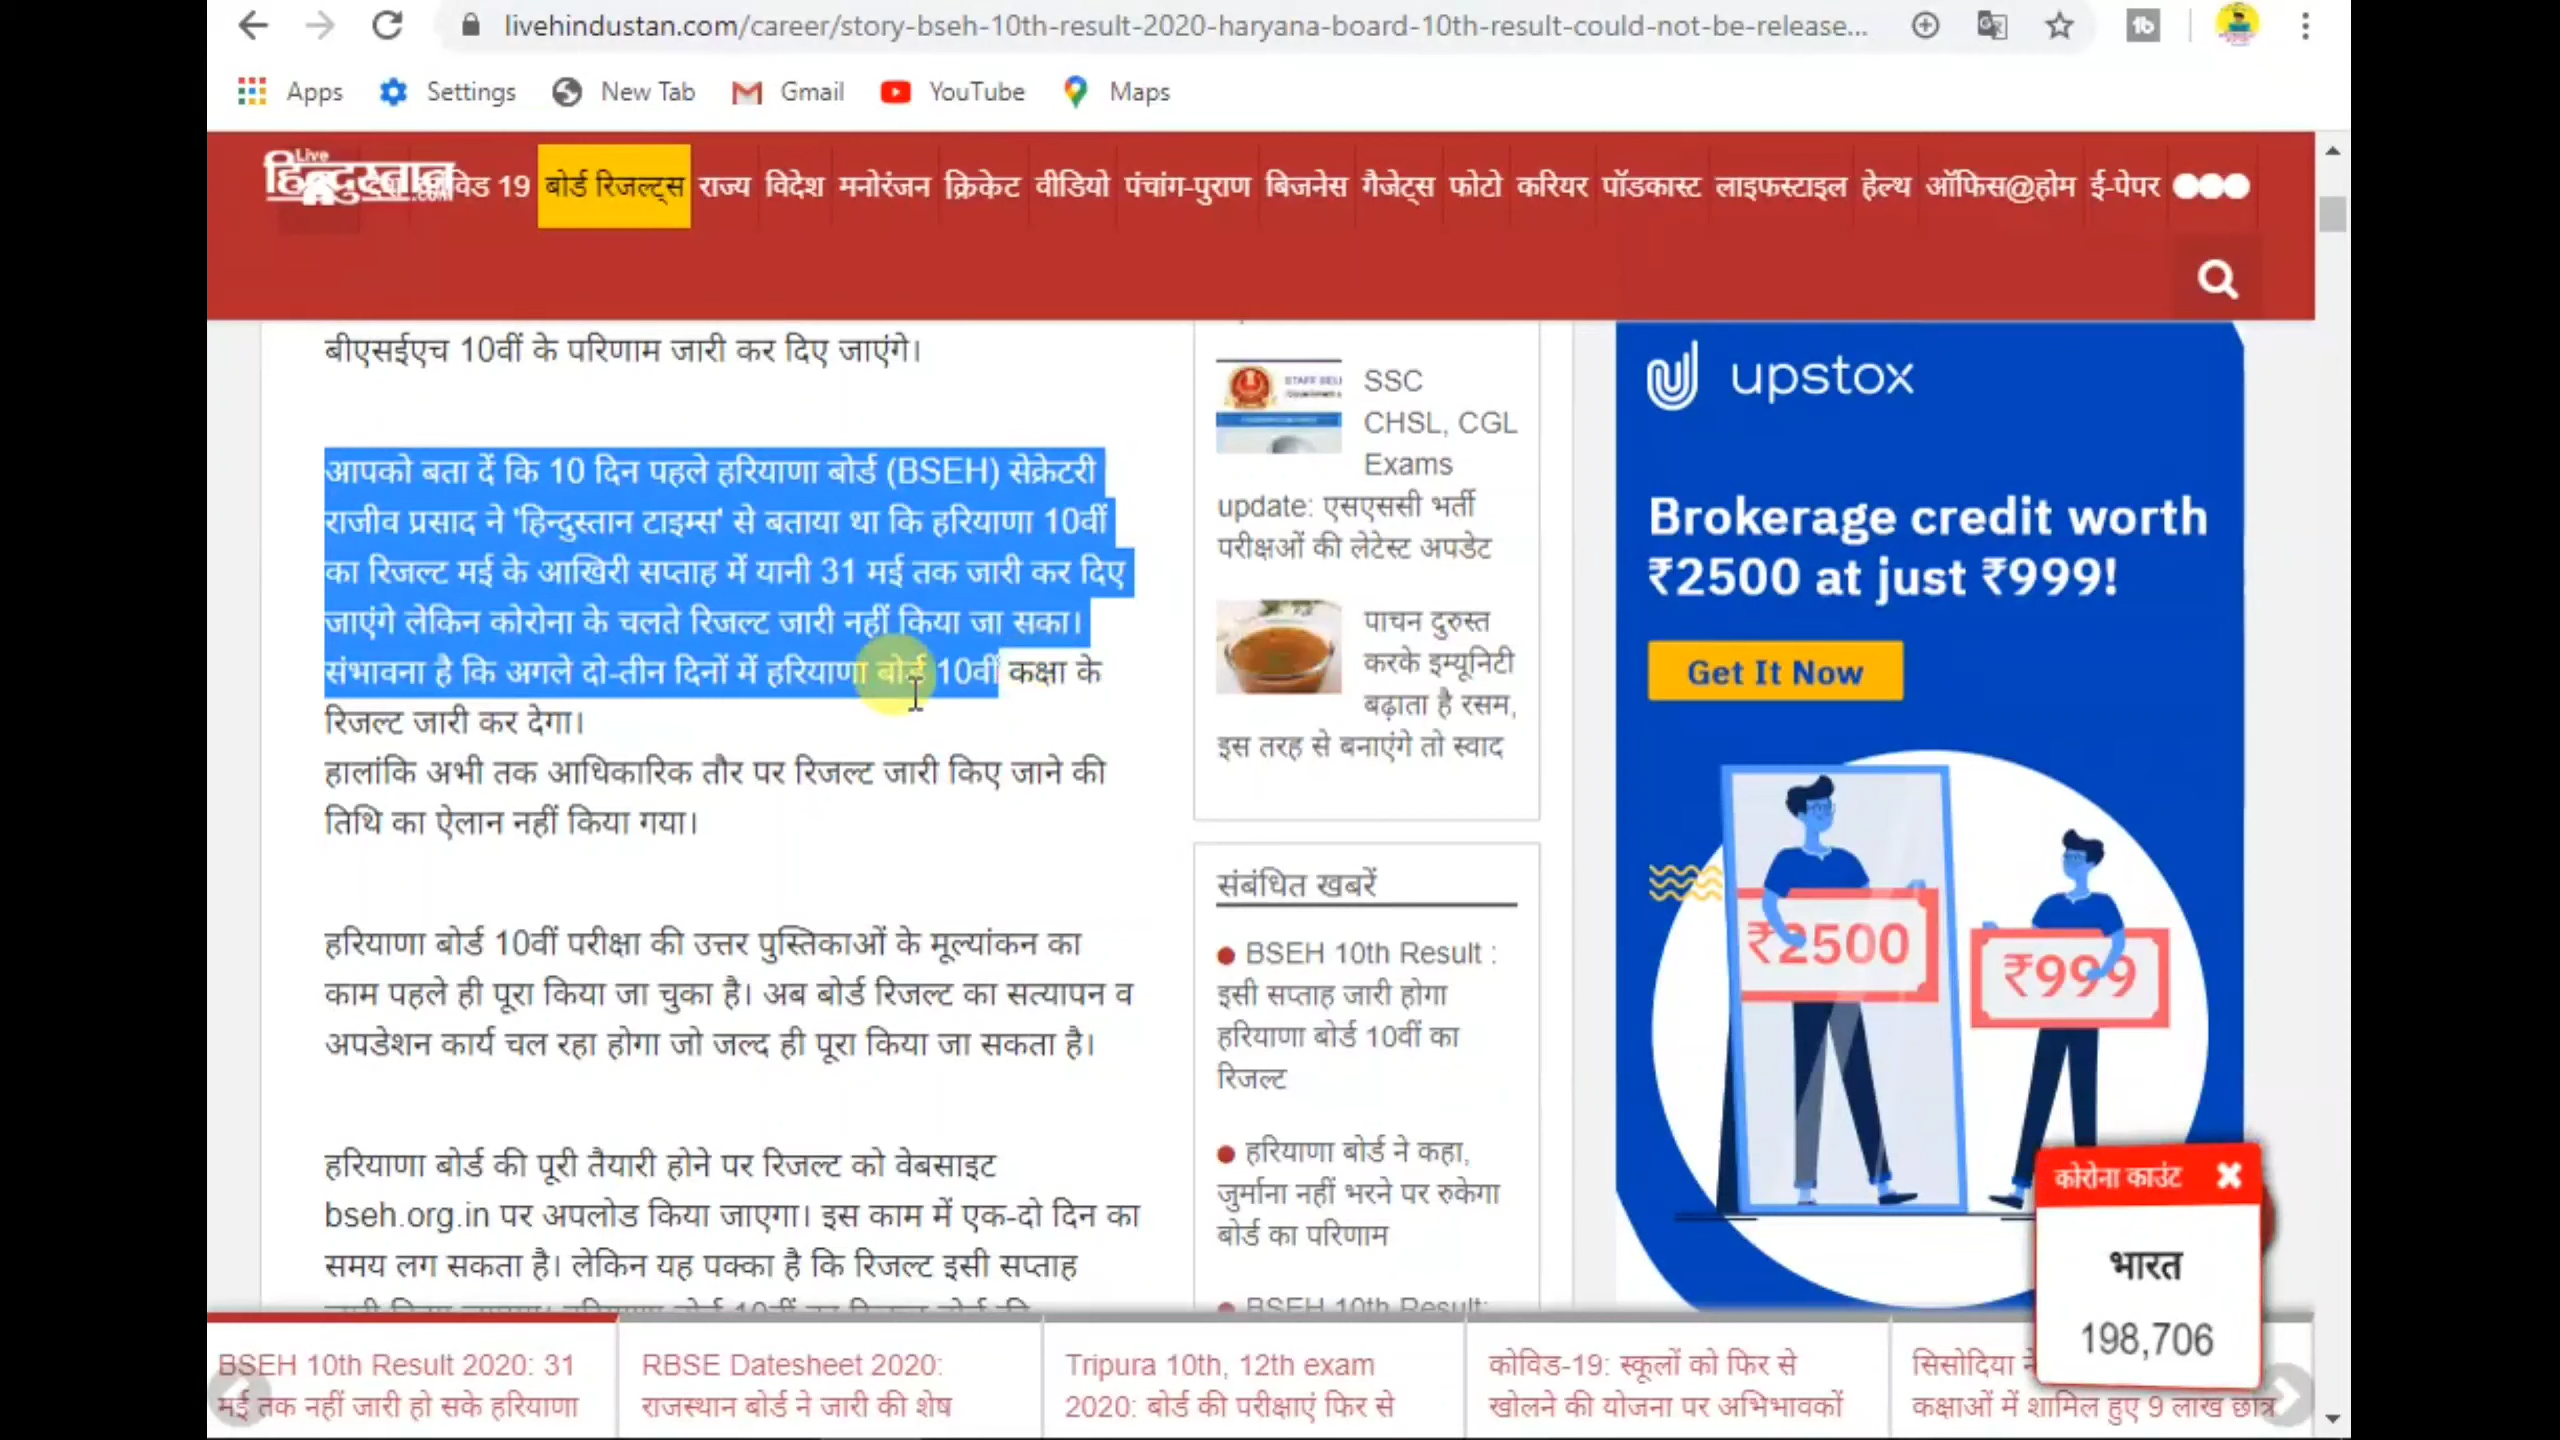 livehindustan.com/career/story-bseh-10th-result-2020-haryana-board-10th-result-could-not-be-release...
Apps Settings New Tab Gmail YouTube Maps
Live हिन्दुस्तान .com
विड 19 बोर्ड रिजल्ट्स राज्य विदेश मनोरंजन क्रिकेट वीडियो पंचांग-पुराण बिजनेस गैजेट्स फोटो करियर पॉडकास्ट लाइफस्टाइल हेल्थ ऑफिस@होम ई-पेपर
बीएसईएच 10वीं के परिणाम जारी कर दिए जाएंगे।
आपको बता दें कि 10 दिन पहले हरियाणा बोर्ड (BSEH) सेक्रेटरी
राजीव प्रसाद ने 'हिन्दुस्तान टाइम्स' से बताया था कि हरियाणा 10वीं
का रिजल्ट मई के आखिरी सप्ताह में यानी 31 मई तक जारी कर दिए
जाएंगे लेकिन कोरोना के चलते रिजल्ट जारी नहीं किया जा सका।
संभावना है कि अगले दो-तीन दिनों में हरियाणा बोर्ड 10वीं कक्षा के
रिजल्ट जारी कर देगा।
हालांकि अभी तक आधिकारिक तौर पर रिजल्ट जारी किए जाने की
तिथि का ऐलान नहीं किया गया।
हरियाणा बोर्ड 10वीं परीक्षा की उत्तर पुस्तिकाओं के मूल्यांकन का
काम पहले ही पूरा किया जा चुका है। अब बोर्ड रिजल्ट का सत्यापन व
अपडेशन कार्य चल रहा होगा जो जल्द ही पूरा किया जा सकता है।
हरियाणा बोर्ड की पूरी तैयारी होने पर रिजल्ट को वेबसाइट
bseh.org.in पर अपलोड किया जाएगा। इस काम में एक-दो दिन का
समय लग सकता है। लेकिन यह पक्का है कि रिजल्ट इसी सप्ताह
SSC
CHSL, CGL
Exams
update: एसएससी भर्ती
परीक्षओं की लेटेस्ट अपडेट
पाचन दुरुस्त
करके इम्यूनिटी
बढ़ाता है रसम,
इस तरह से बनाएंगे तो स्वाद
संबंधित खबरें
BSEH 10th Result :
इसी सप्ताह जारी होगा
हरियाणा बोर्ड 10वीं का
रिजल्ट
हरियाणा बोर्ड ने कहा,
जुर्माना नहीं भरने पर रुकेगा
बोर्ड का परिणाम
BSEH 10th Result:
upstox
Brokerage credit worth
₹2500 at just ₹999!
Get It Now
₹2500
₹999
कोरोना काउंट
भारत
198,706
BSEH 10th Result 2020: 31
मई तक नहीं जारी हो सके हरियाणा
RBSE Datesheet 2020:
राजस्थान बोर्ड ने जारी की शेष
Tripura 10th, 12th exam
2020: बोर्ड की परीक्षाएं फिर से
कोविड-19: स्कूलों को फिर से
खोलने की योजना पर अभिभावकों
सिसोदिया
कक्षाओं में शामिल हुए 9 लाख छात्र